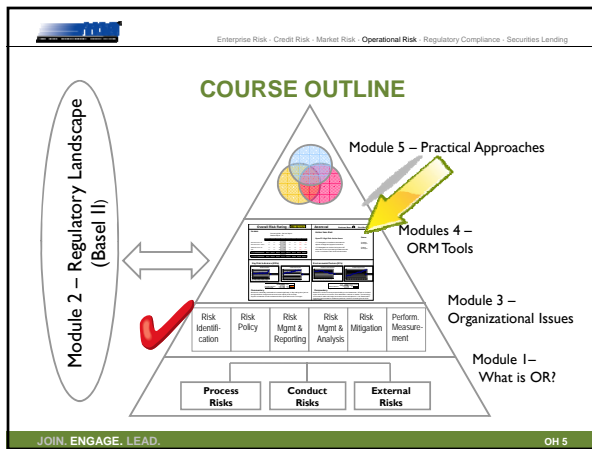 RMA
Enterprise Risk - Credit Risk - Market Risk - Operational Risk - Regulatory Compliance - Securities Lending
COURSE OUTLINE
Module 2 – Regulatory Landscape
(Basel II)
Module 5 – Practical Approaches
Modules 4 –
ORM Tools
Module 3 –
Organizational Issues
Risk
Identifi-
cation
Risk
Policy
Risk
Mgmt &
Reporting
Risk
Mgmt &
Analysis
Risk
Mitigation
Perform.
Measure-
ment
Module 1–
What is OR?
Process
Risks
Conduct
Risks
External
Risks
JOIN. ENGAGE. LEAD.
OH 5